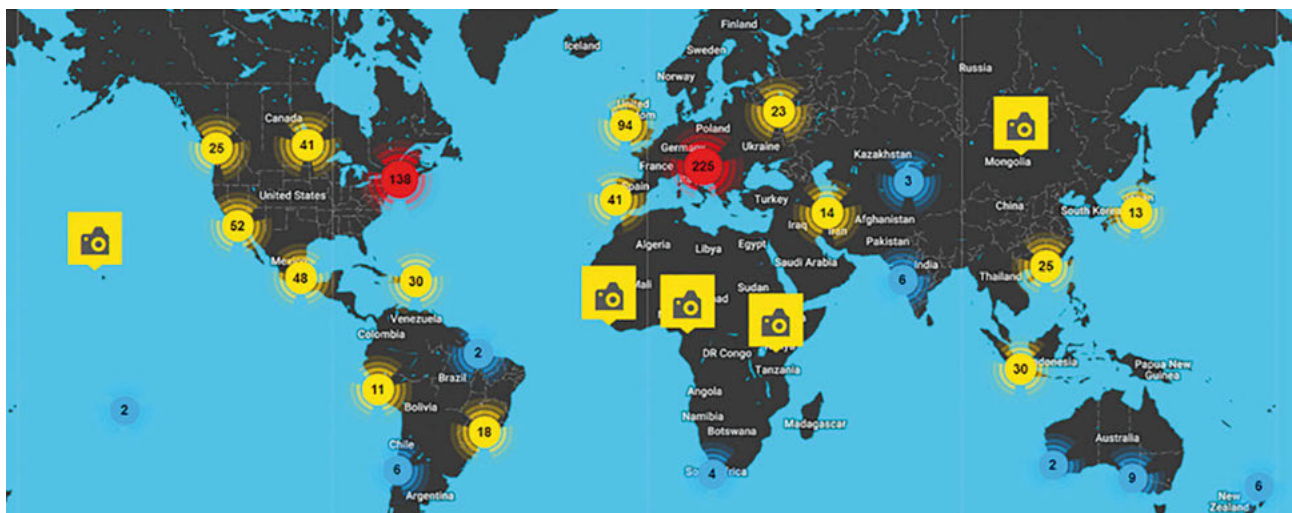 Finland
Iceland
Sweden
Russia
Norway
23
Canada
United
94
25
41
Poland
Ukraine
Mongolia
Kazakhstan
France
225
138
3
United States
41
Spain
Turkey
China
South Korea
14
13
Afghanistan
Iraq
Iran
52
Algeria
Libya
Egypt
Pakistan
Saudi Arabia
India
25
48
30
Thailand
6
Mali
Sudan
Venezuela
Colombia
2
DR Congo
Tanzania
30
Papua New
Guinea
Brazil
11
Angola
2
Bolivia
Namibia
Madagascar
18
Botswana
Australia
Chile
6
4
2
9
6
Argentina
New
Zealand